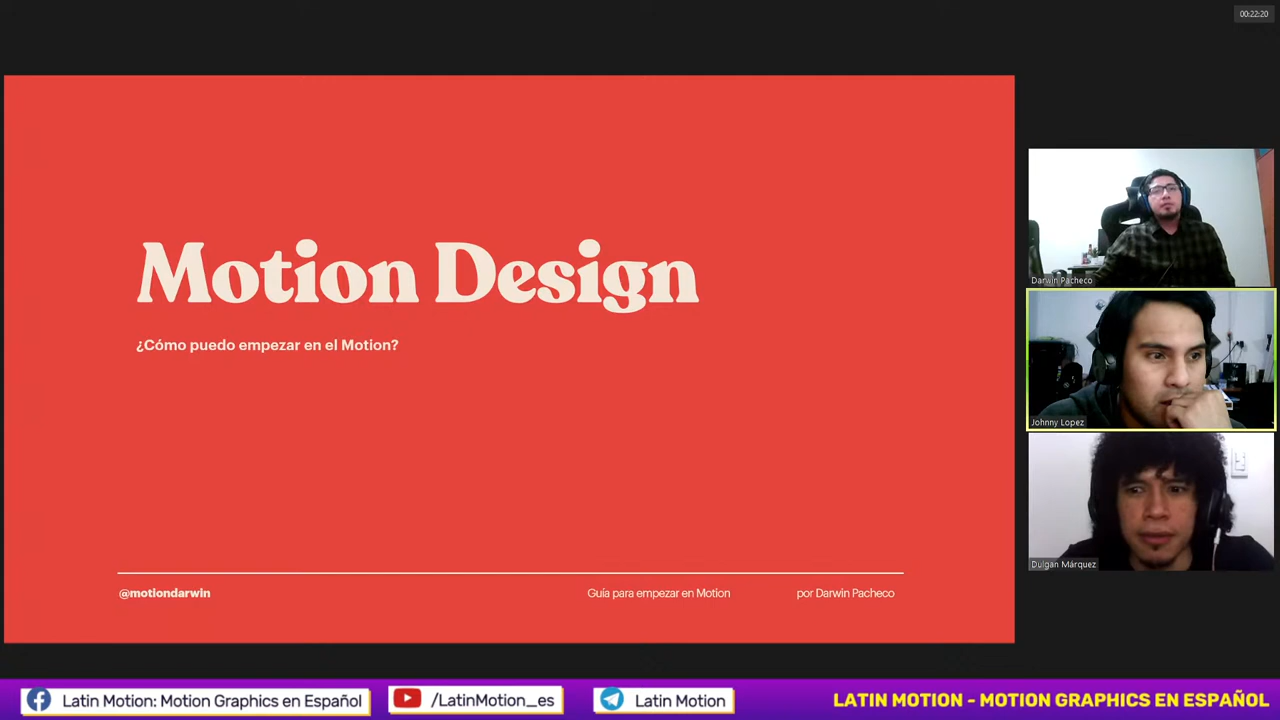 00:22:20
Motion Design
¿Cómo puedo empezar en el Motion?
@motiondarwin
Guía para empezar en Motion
por Darwin Pacheco
Darwin Pacheco
Johnny Lopez
Dulgan Márquez
Latin Motion: Motion Graphics en Español
/LatinMotion_es
Latin Motion
LATIN MOTION - MOTION GRAPHICS EN ESPAÑOL